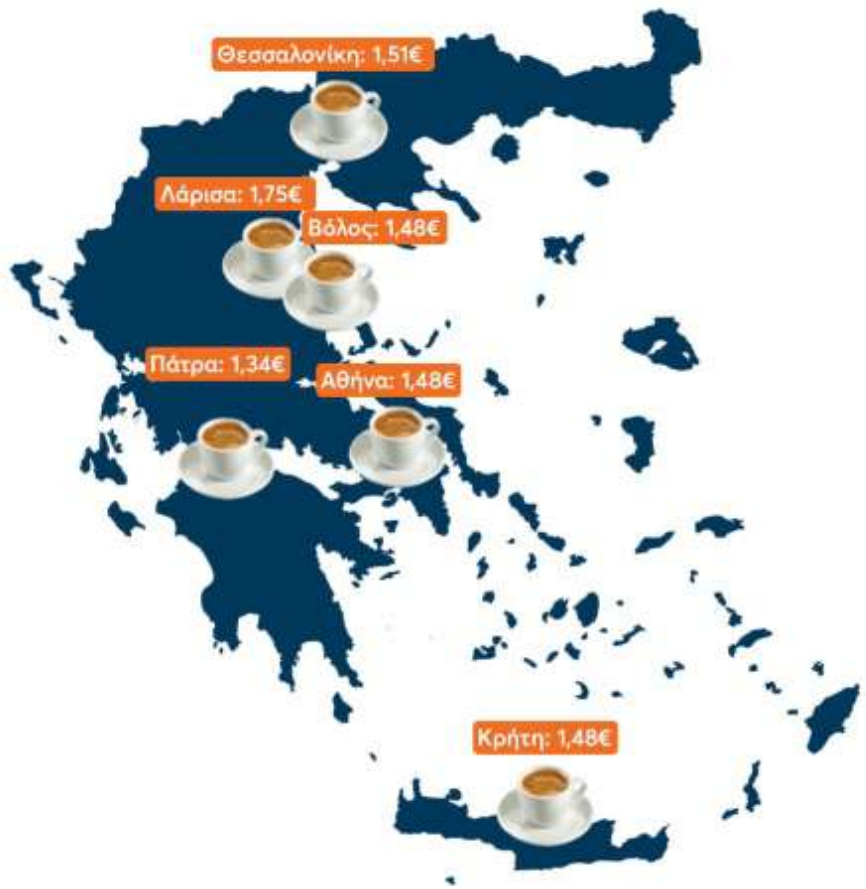 Θεσσαλονίκη: 1,51€
Λάρισα: 1,75€
Βόλος: 1,48€
Πάτρα: 1,34€
Αθήνα: 1,48€
Κρήτη: 1,48€